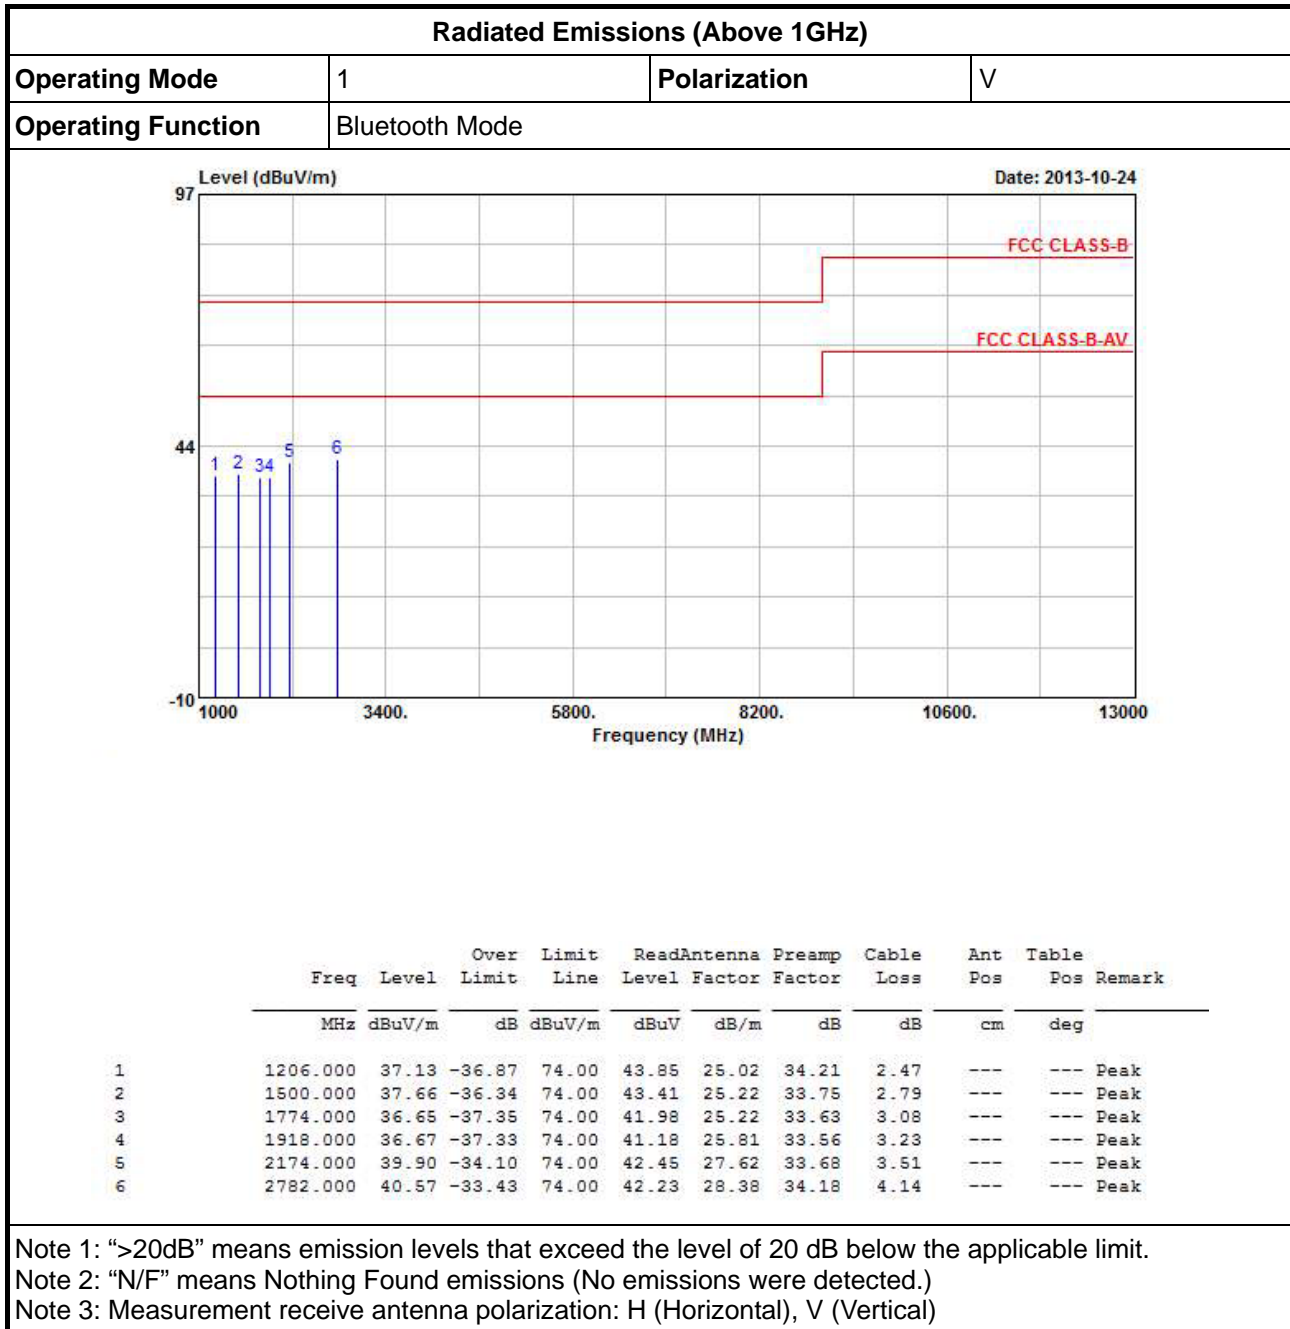 Radiated Emissions (Above 1GHz)
Operating Mode 1 Polarization V
Operating Function Bluetooth Mode
Level (dBuV/m) Date: 2013-10-24
97
FCC CLASS-B
FCC CLASS-B-AV
44
1 2 3 4 5 6
-10
1000 3400. 5800. 8200. 10600. 13000
Frequency (MHz)
Over Limit ReadAntenna Preamp Cable Ant Table
Freq Level Limit Line Level Factor Factor Loss Pos Pos Remark
MHz dBuV/m dB dBuV/m dBuV dB/m dB dB cm deg
1 1206.000 37.13 -36.87 74.00 43.85 25.02 34.21 2.47 --- --- Peak
2 1500.000 37.66 -36.34 74.00 43.41 25.22 33.75 2.79 --- --- Peak
3 1774.000 36.65 -37.35 74.00 41.98 25.22 33.63 3.08 --- --- Peak
4 1918.000 36.67 -37.33 74.00 41.18 25.81 33.56 3.23 --- --- Peak
5 2174.000 39.90 -34.10 74.00 42.45 27.62 33.68 3.51 --- --- Peak
6 2782.000 40.57 -33.43 74.00 42.23 28.38 34.18 4.14 --- --- Peak
Note 1: “>20dB” means emission levels that exceed the level of 20 dB below the applicable limit.
Note 2: “N/F” means Nothing Found emissions (No emissions were detected.)
Note 3: Measurement receive antenna polarization: H (Horizontal), V (Vertical)